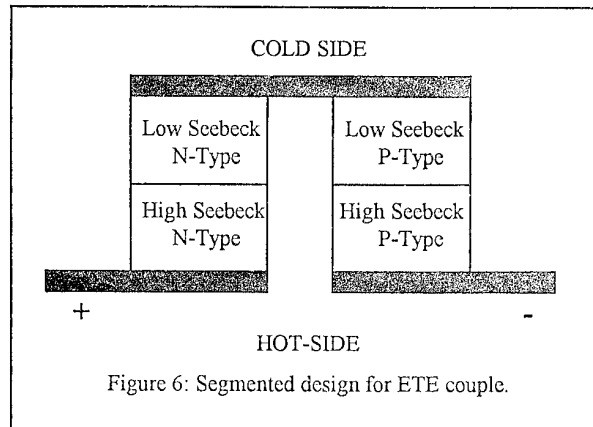 COLD SIDE
Low Seebeck
N-Type
Low Seebeck
P-Type
High Seebeck
N-Type
High Seebeck
P-Type
+
-
HOT-SIDE
Figure 6: Segmented design for ETE couple.